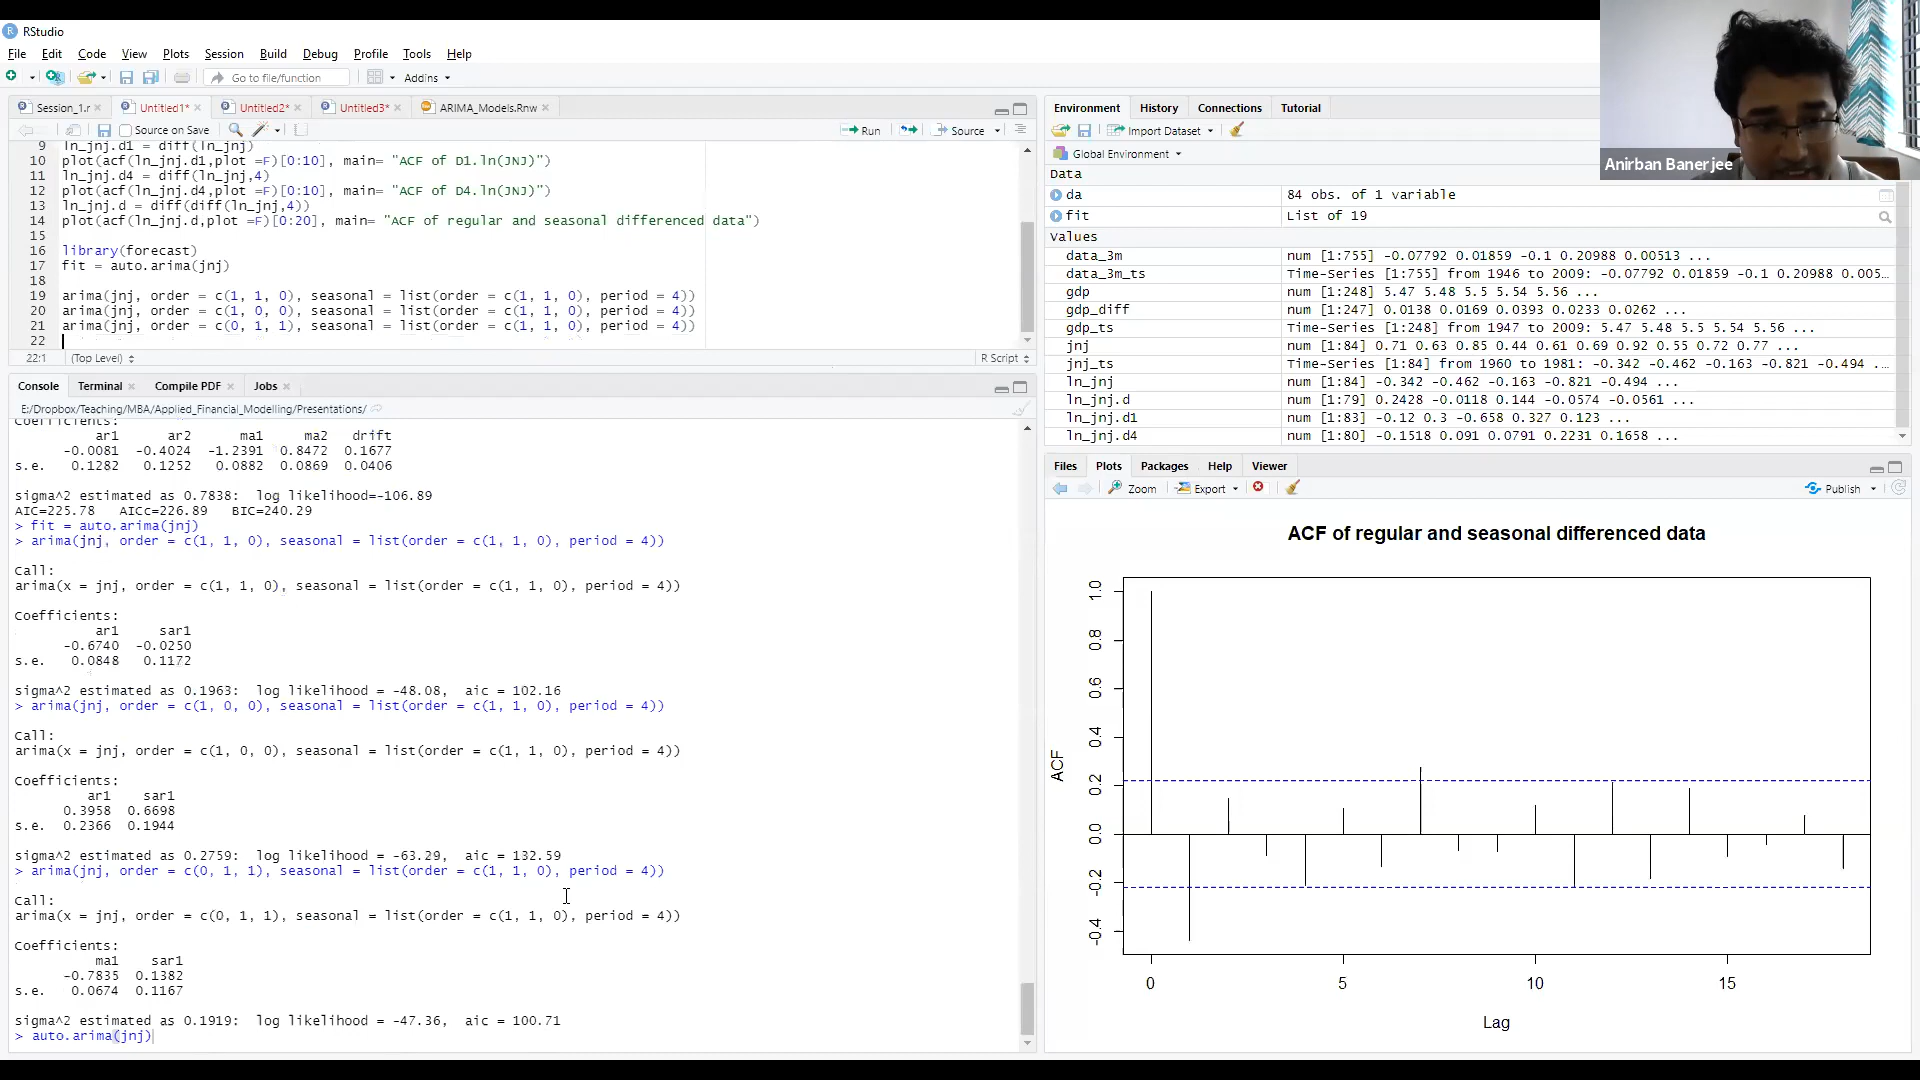 RStudio
File Edit Code View Plots Session Build Debug Profile Tools Help
Go to file/function Addins
Session_1.r Untitled1* Untitled2* Untitled3* ARIMA_Models.Rnw
Source on Save Run Source
9 ln_jnj.d1 = diff(ln_jnj)
10 plot(acf(ln_jnj.d1,plot =F)[0:10], main= "ACF of D1.ln(JNJ)")
11 ln_jnj.d4 = diff(ln_jnj,4)
12 plot(acf(ln_jnj.d4,plot =F)[0:10], main= "ACF of D4.ln(JNJ)")
13 ln_jnj.d = diff(diff(ln_jnj,4))
14 plot(acf(ln_jnj.d,plot =F)[0:20], main= "ACF of regular and seasonal differenced data")
15
16 library(forecast)
17 fit = auto.arima(jnj)
18
19 arima(jnj, order = c(1, 1, 0), seasonal = list(order = c(1, 1, 0), period = 4))
20 arima(jnj, order = c(1, 0, 0), seasonal = list(order = c(1, 1, 0), period = 4))
21 arima(jnj, order = c(0, 1, 1), seasonal = list(order = c(1, 1, 0), period = 4))
22
22:1 (Top Level) R Script
Console Terminal Compile PDF Jobs
E:/Dropbox/Teaching/MBA/Applied_Financial_Modelling/Presentations/
Coefficients:
ar1 ar2 ma1 ma2 drift
-0.0081 -0.4024 -1.2391 0.8472 0.1677
s.e. 0.1282 0.1252 0.0882 0.0869 0.0406
sigma^2 estimated as 0.7838: log likelihood=-106.89
AIC=225.78 AICc=226.89 BIC=240.29
> fit = auto.arima(jnj)
> arima(jnj, order = c(1, 1, 0), seasonal = list(order = c(1, 1, 0), period = 4))
Call:
arima(x = jnj, order = c(1, 1, 0), seasonal = list(order = c(1, 1, 0), period = 4))
Coefficients:
ar1 sar1
-0.6740 -0.0250
s.e. 0.0848 0.1172
sigma^2 estimated as 0.1963: log likelihood = -48.08, aic = 102.16
> arima(jnj, order = c(1, 0, 0), seasonal = list(order = c(1, 1, 0), period = 4))
Call:
arima(x = jnj, order = c(1, 0, 0), seasonal = list(order = c(1, 1, 0), period = 4))
Coefficients:
ar1 sar1
0.3958 0.6698
s.e. 0.2366 0.1944
sigma^2 estimated as 0.2759: log likelihood = -63.29, aic = 132.59
> arima(jnj, order = c(0, 1, 1), seasonal = list(order = c(1, 1, 0), period = 4))
Call:
arima(x = jnj, order = c(0, 1, 1), seasonal = list(order = c(1, 1, 0), period = 4))
Coefficients:
ma1 sar1
-0.7835 0.1382
s.e. 0.0674 0.1167
sigma^2 estimated as 0.1919: log likelihood = -47.36, aic = 100.71
> auto.arima(jnj)
Environment History Connections Tutorial
Import Dataset
Global Environment
Data
da 84 obs. of 1 variable
fit List of 19
Values
data_3m num [1:755] -0.07792 0.01859 -0.1 0.20988 0.00513 ...
data_3m_ts Time-Series [1:755] from 1946 to 2009: -0.07792 0.01859 -0.1 0.20988 0.005...
gdp num [1:248] 5.47 5.48 5.5 5.54 5.56 ...
gdp_diff num [1:247] 0.0138 0.0169 0.0393 0.0233 0.0262 ...
gdp_ts Time-Series [1:248] from 1947 to 2009: 5.47 5.48 5.5 5.54 5.56 ...
jnj num [1:84] 0.71 0.63 0.85 0.44 0.61 0.69 0.92 0.55 0.72 0.77 ...
jnj_ts Time-Series [1:84] from 1960 to 1981: -0.342 -0.462 -0.163 -0.821 -0.494 ...
ln_jnj num [1:84] -0.342 -0.462 -0.163 -0.821 -0.494 ...
ln_jnj.d num [1:79] 0.2428 -0.0118 0.144 -0.0574 -0.0561 ...
ln_jnj.d1 num [1:83] -0.12 0.3 -0.658 0.327 0.123 ...
ln_jnj.d4 num [1:80] -0.1518 0.091 0.0791 0.2231 0.1658 ...
Files Plots Packages Help Viewer
Zoom Export Publish
ACF of regular and seasonal differenced data
ACF
1.0
0.8
0.6
0.4
0.2
0.0
-0.2
-0.4
0 5 10 15
Lag
Anirban Banerjee